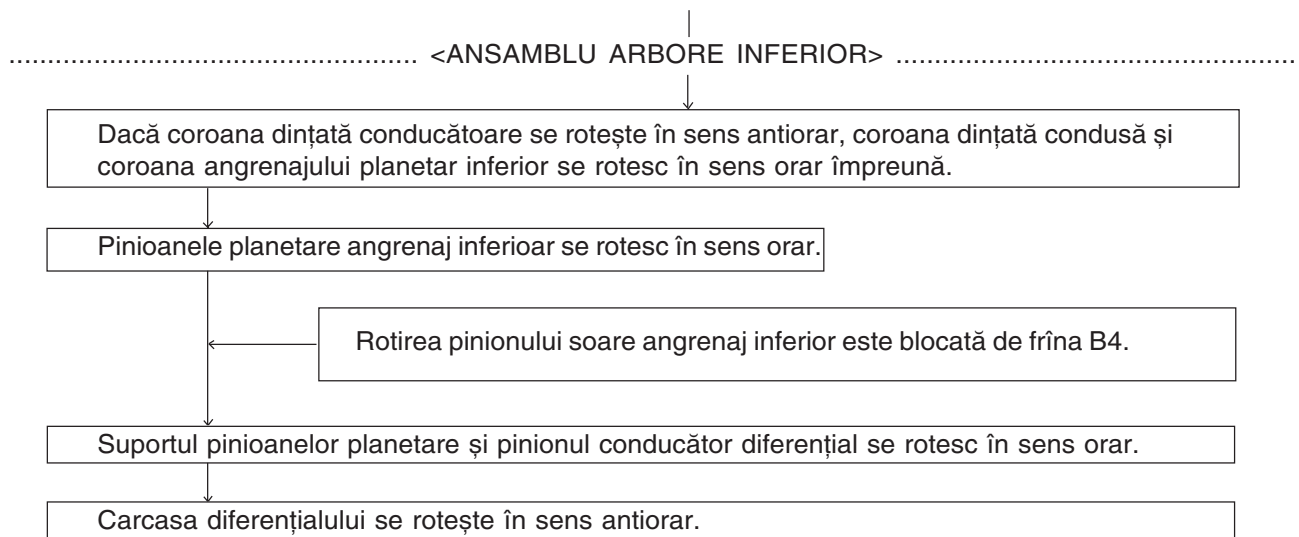 <ANSAMBLU ARBORE INFERIOR>
Dacă coroana dințată conducătoare se rotește în sens antiorar, coroana dințată condusă și
coroana angrenajului planetar inferior se rotesc în sens orar împreună.
Pinioanele planetare angrenaj inferioar se rotesc în sens orar.
Rotirea pinionului soare angrenaj inferior este blocată de frîna B4.
Suportul pinioanelor planetare și pinionul conducător diferențial se rotesc în sens orar.
Carcasa diferențialului se rotește în sens antiorar.